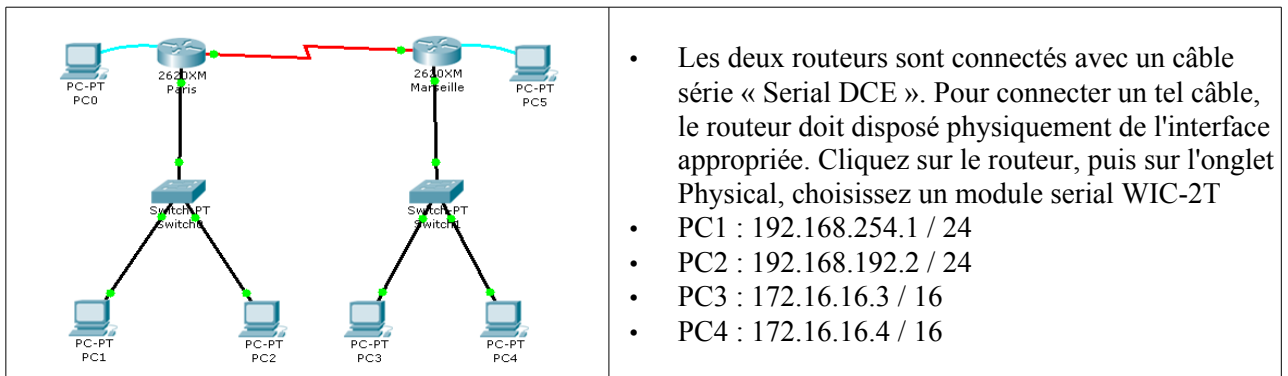 PC-PT
PC0
2620XM
Paris
2620XM
Marseille
PC-PT
PC5
Switch-PT
Switch0
Switch-PT
Switch1
PC-PT
PC1
PC-PT
PC2
PC-PT
PC3
PC-PT
PC4
• Les deux routeurs sont connectés avec un câble
série « Serial DCE ». Pour connecter un tel câble,
le routeur doit disposé physiquement de l'interface
appropriée. Cliquez sur le routeur, puis sur l'onglet
Physical, choisissez un module serial WIC-2T
• PC1 : 192.168.254.1 / 24
• PC2 : 192.168.192.2 / 24
• PC3 : 172.16.16.3 / 16
• PC4 : 172.16.16.4 / 16